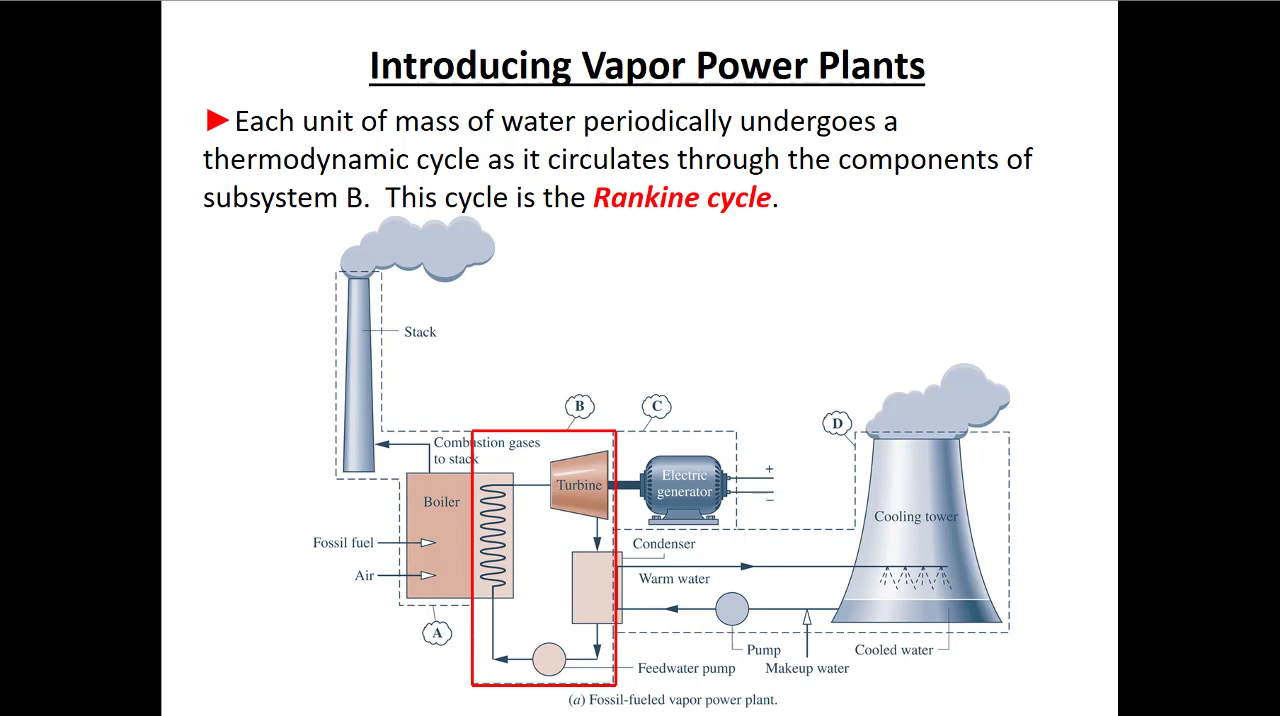 Introducing Vapor Power Plants
►Each unit of mass of water periodically undergoes a
thermodynamic cycle as it circulates through the components of
subsystem B.  This cycle is the Rankine cycle.
Stack
B
C
D
Combustion gases
to stack
Turbine
Electric
generator
+
–
Boiler
Cooling tower
Fossil fuel
Condenser
Air
Warm water
A
Pump
Cooled water
Feedwater pump
Makeup water
(a) Fossil-fueled vapor power plant.